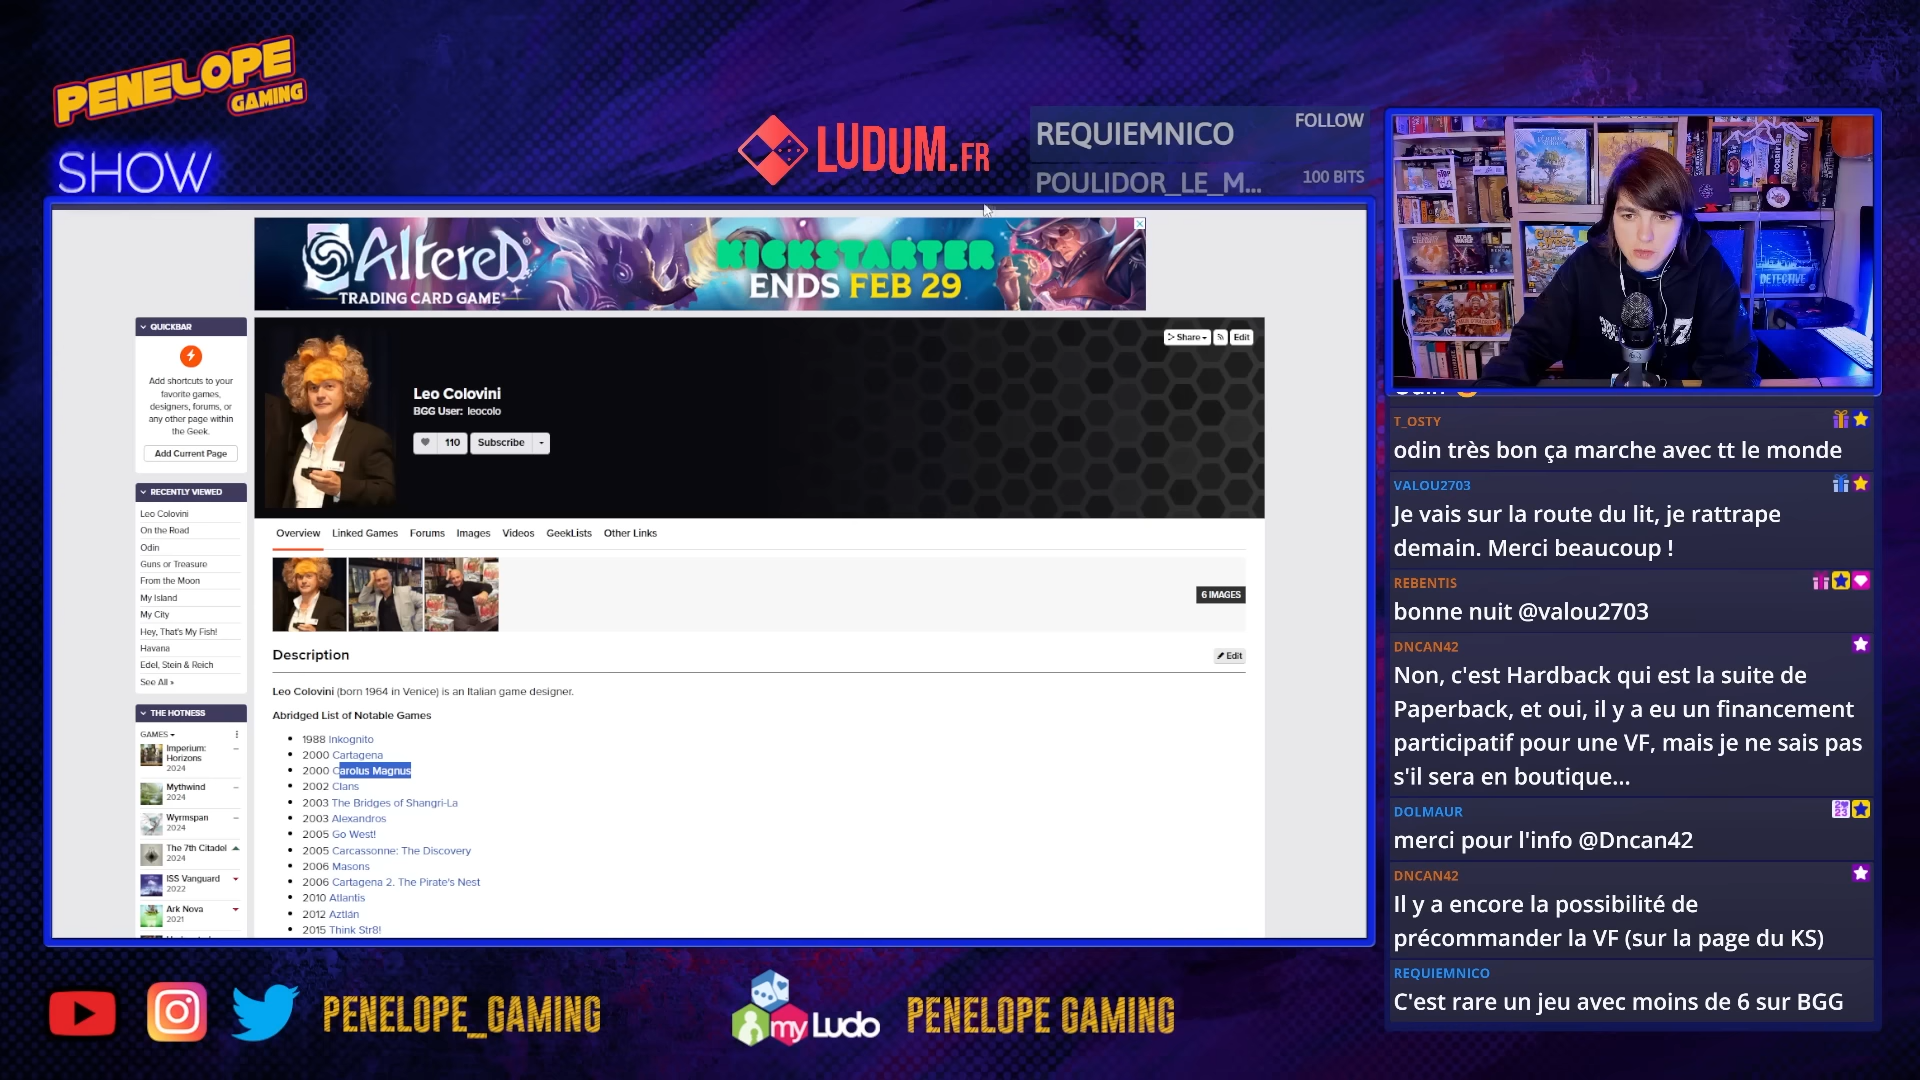 PENELOPE
GAMING
SHOW
LUDUM.FR
REQUIEMNICO
FOLLOW
POULIDOR_LE_M...
100 BITS
Altered
TRADING CARD GAME
KICKSTARTER
ENDS FEB 29
QUICKBAR
Add shortcuts to your
favorite games,
designers, forums, or
any other page within
the Geek.
Add Current Page
RECENTLY VIEWED
Leo Colovini
On the Road
Odin
Guns or Treasure
From the Moon
My Island
My City
Hey, That's My Fish!
Havana
Edel, Stein & Reich
See All »
THE HOTNESS
GAMES
Imperium:
Horizons
2024
Mythwind
2024
Wyrmspan
2024
The 7th Citadel
2024
ISS Vanguard
2022
Ark Nova
2021
Share
Edit
Leo Colovini
BGG User: leocolo
110
Subscribe
Overview
Linked Games
Forums
Images
Videos
GeekLists
Other Links
6 IMAGES
Description
Edit
Leo Colovini (born 1964 in Venice) is an Italian game designer.
Abridged List of Notable Games
1988 Inkognito
2000 Cartagena
2000 Carolus Magnus
2002 Clans
2003 The Bridges of Shangri-La
2003 Alexandros
2005 Go West!
2005 Carcassonne: The Discovery
2006 Masons
2006 Cartagena 2. The Pirate's Nest
2010 Atlantis
2012 Aztlán
2015 Think Str8!
STAR WARS
DETECTIVE
T_OSTY
odin très bon ça marche avec tt le monde
VALOU2703
Je vais sur la route du lit, je rattrape
demain. Merci beaucoup !
REBENTIS
bonne nuit @valou2703
DNCAN42
Non, c'est Hardback qui est la suite de
Paperback, et oui, il y a eu un financement
participatif pour une VF, mais je ne sais pas
s'il sera en boutique...
DOLMAUR
merci pour l'info @Dncan42
DNCAN42
Il y a encore la possibilité de
précommander la VF (sur la page du KS)
REQUIEMNICO
C'est rare un jeu avec moins de 6 sur BGG
PENELOPE_GAMING
my Ludo
PENELOPE GAMING